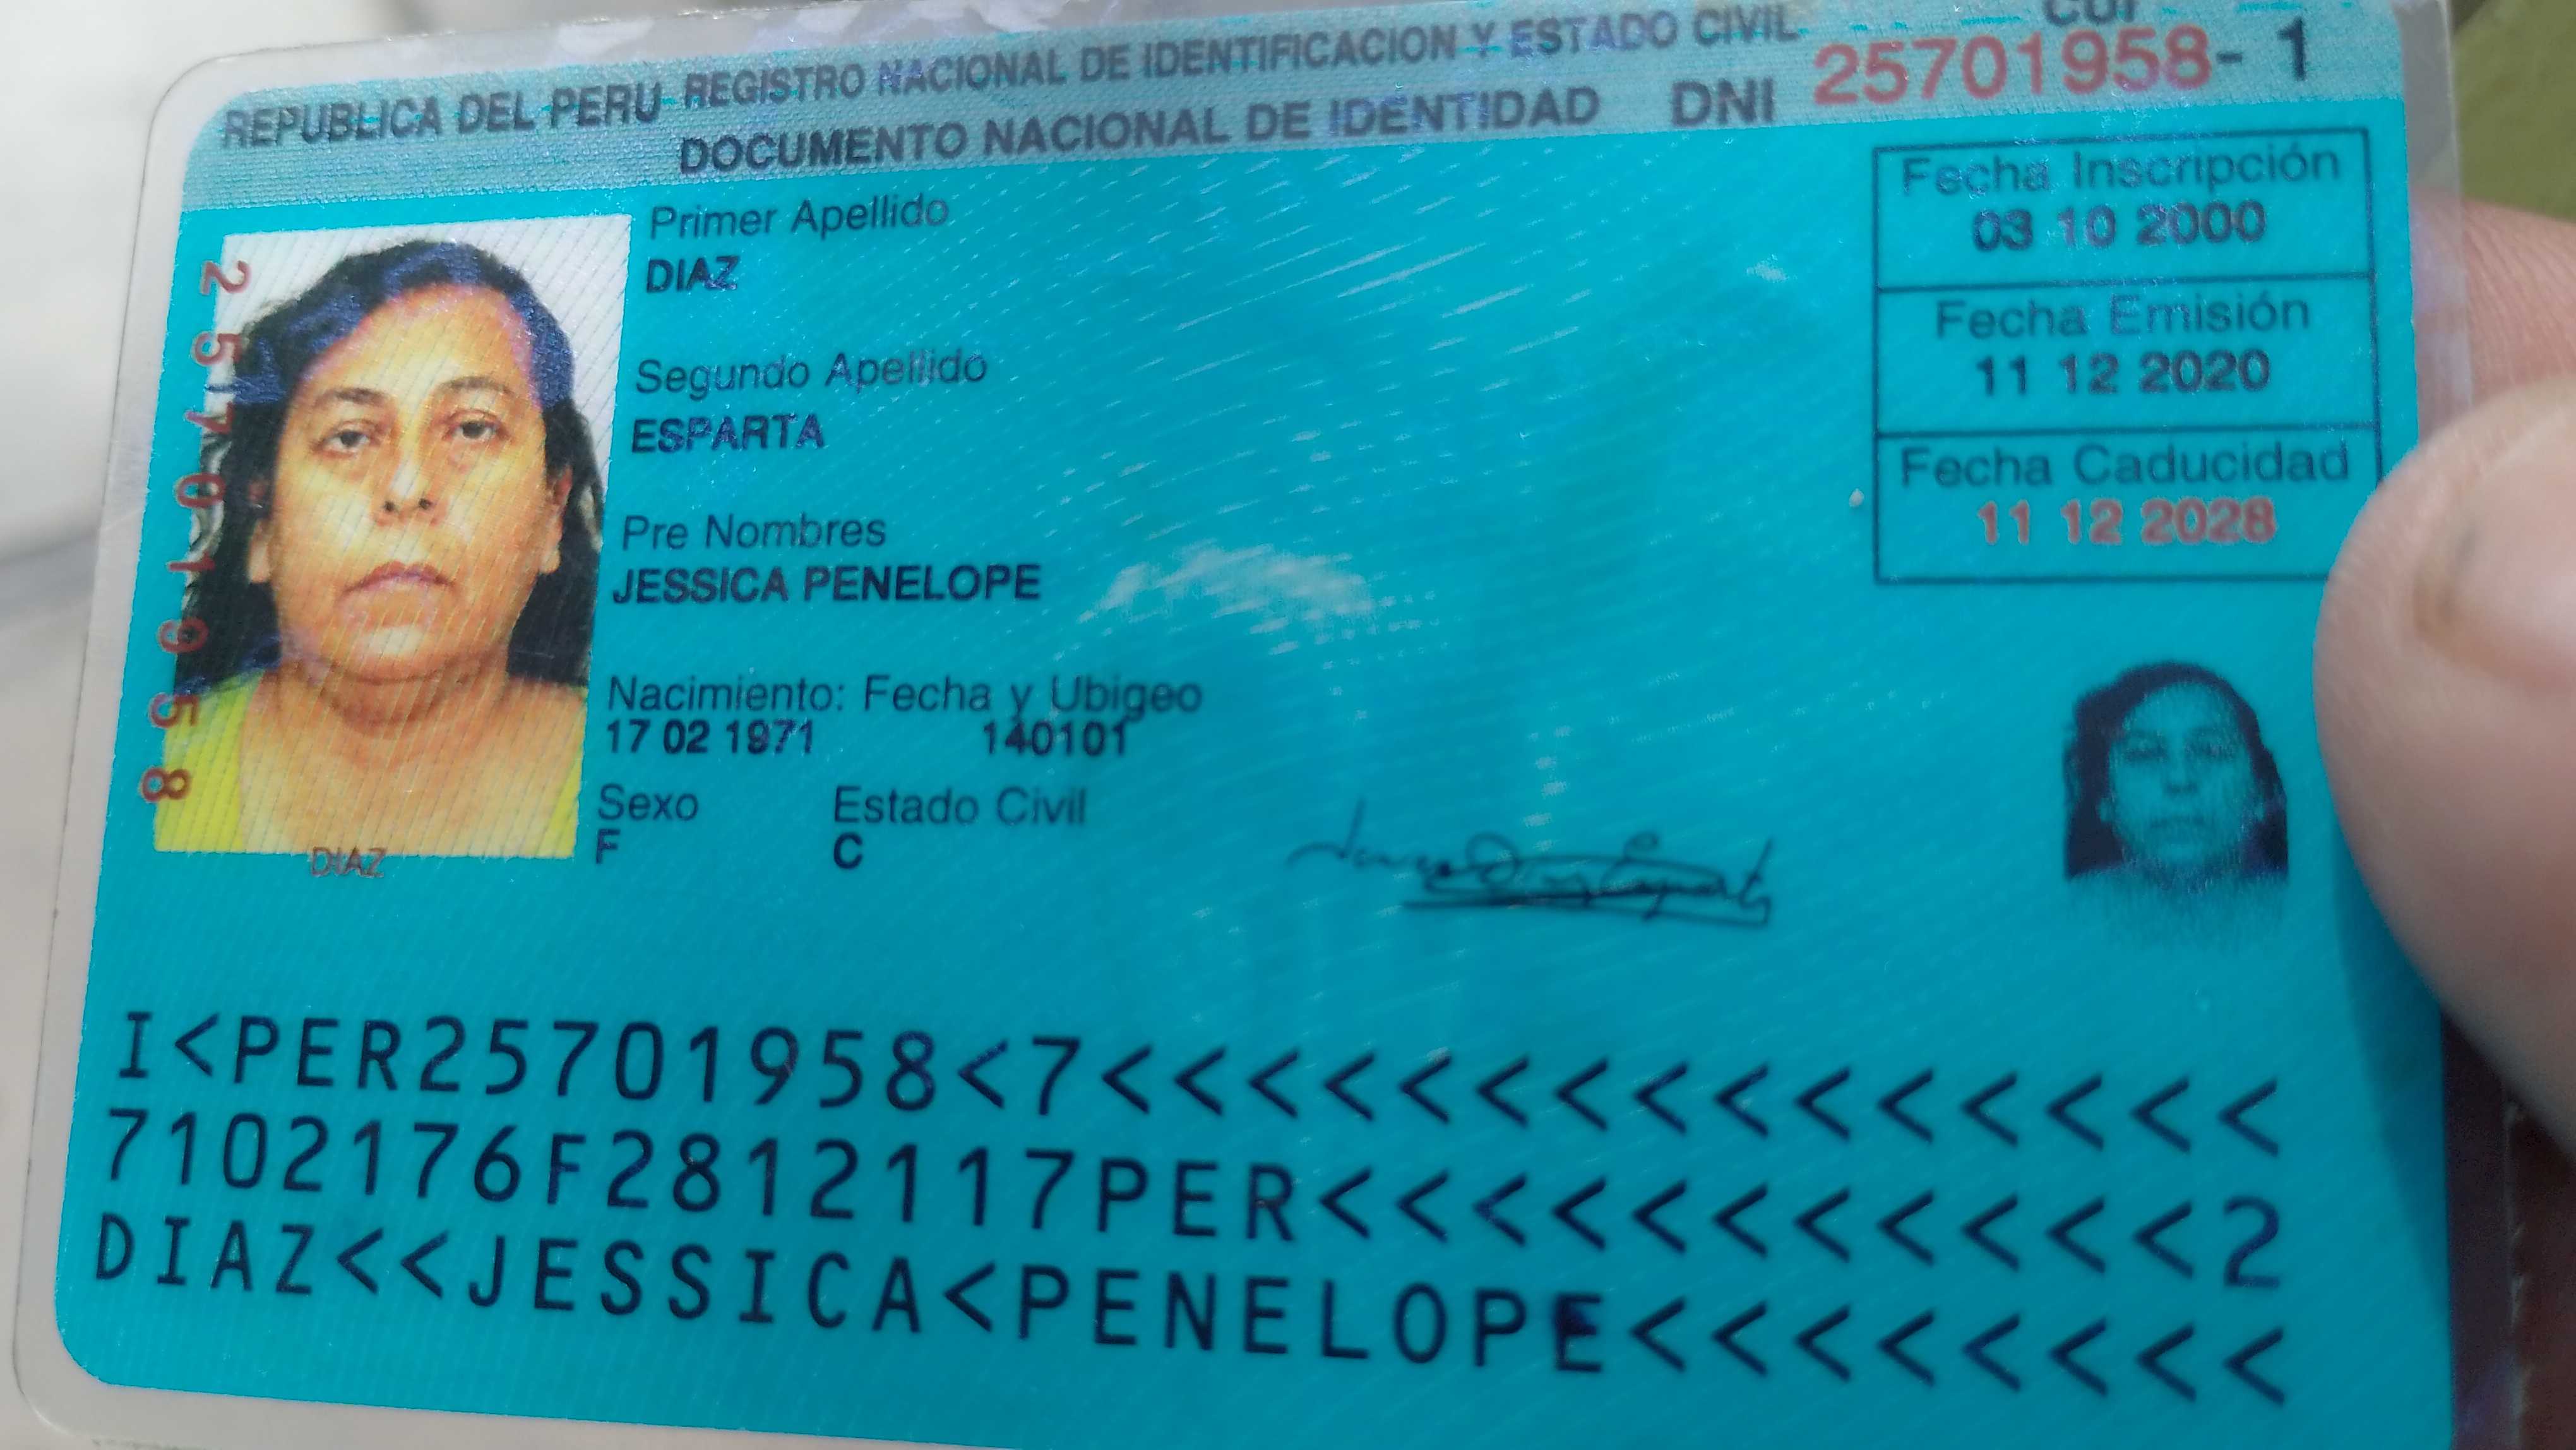 REPUBLICA DEL PERU REGISTRO NACIONAL DE IDENTIFICACION Y ESTADO CIVIL
CUI
DOCUMENTO NACIONAL DE IDENTIDAD DNI 25701958- 1
Primer Apellido
DIAZ
Segundo Apellido
ESPARTA
Pre Nombres
JESSICA PENELOPE
Nacimiento: Fecha y Ubigeo
17 02 1971 140101
Sexo Estado Civil
F C
Fecha Inscripción
03 10 2000
Fecha Emisión
11 12 2020
Fecha Caducidad
11 12 2028
25701958
DIAZ
I<PER25701958<7<<<<<<<<<<<<<<<
7102176F2812117PER<<<<<<<<<<<2
DIAZ<<JESSICA<PENELOPE<<<<<<<<